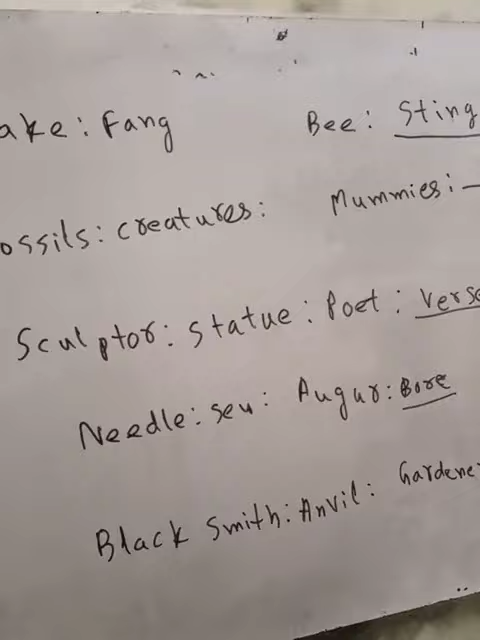 ake: Fang Bee: Sting
ossils: creatures: Mummies: –
Sculptor: Statue: Poet: Verse
Needle: sew: Augur: Bore
Black Smith: Anvil: Gardene